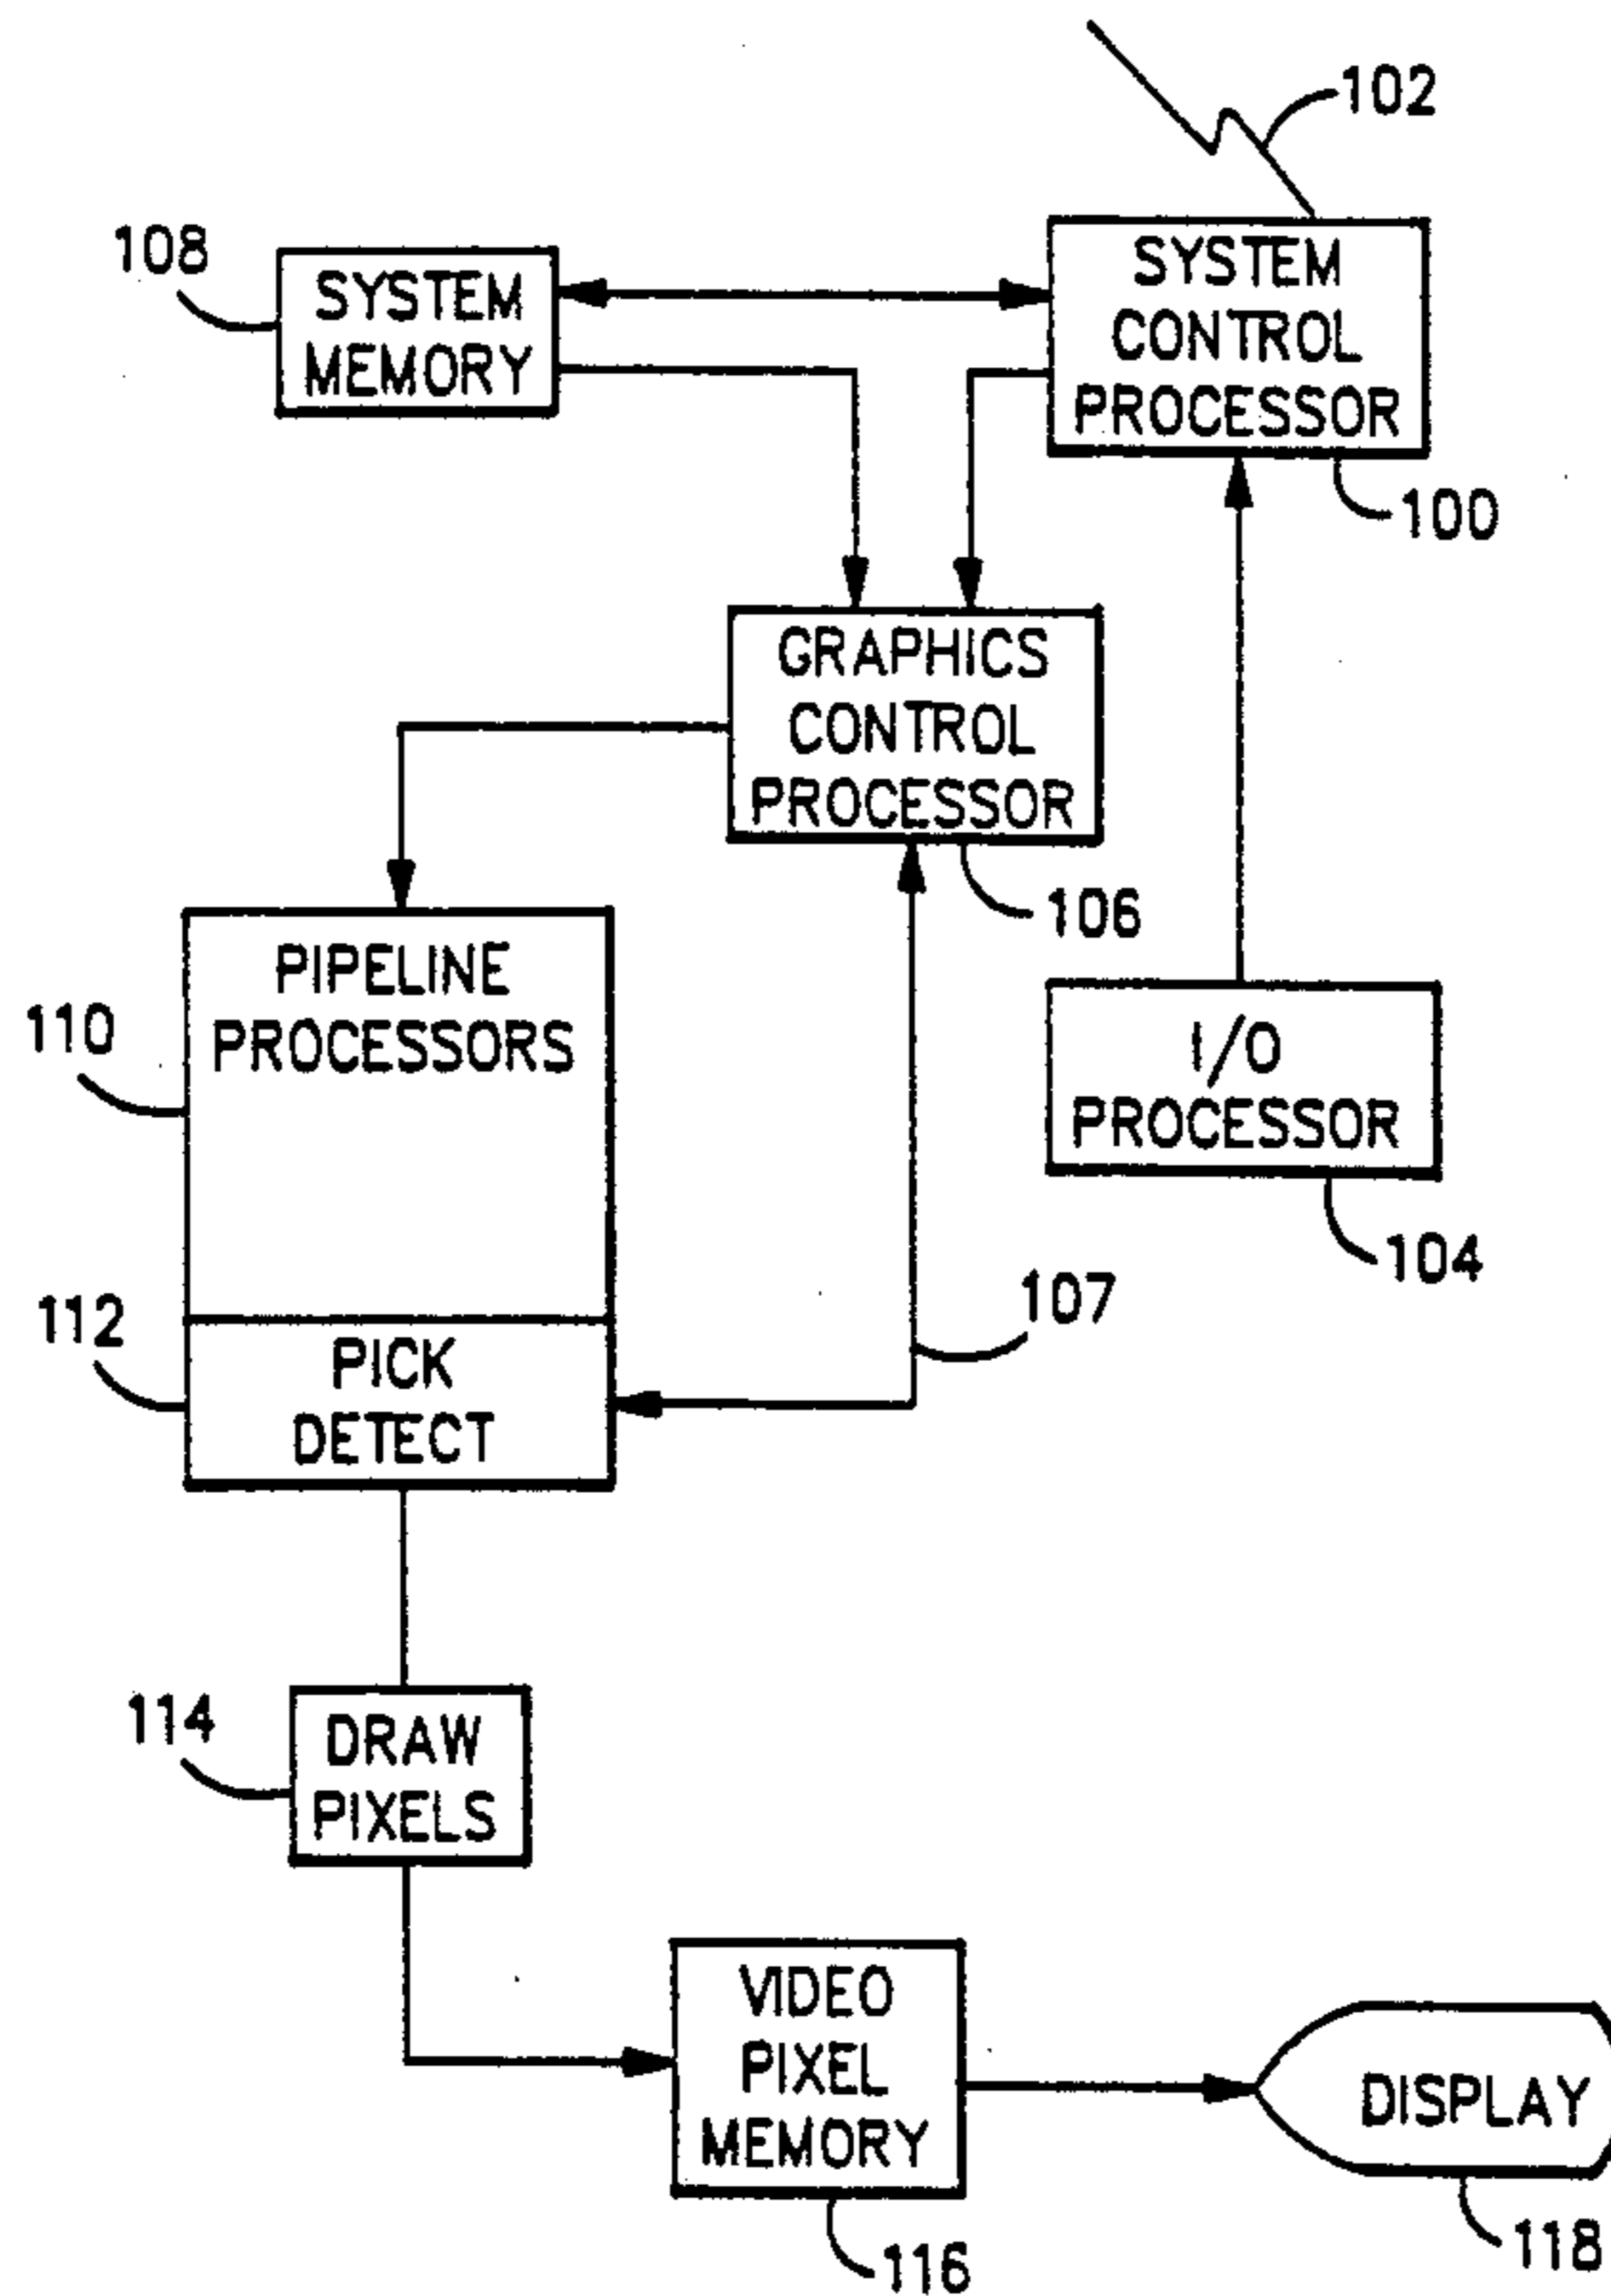 102
108
SYSTEM
MEMORY
SYSTEM
CONTROL
PROCESSOR
100
GRAPHICS
CONTROL
PROCESSOR
106
110
PIPELINE
PROCESSORS
I/O
PROCESSOR
104
107
112
PICK
DETECT
114
DRAW
PIXELS
VIDEO
PIXEL
MEMORY
116
DISPLAY
118